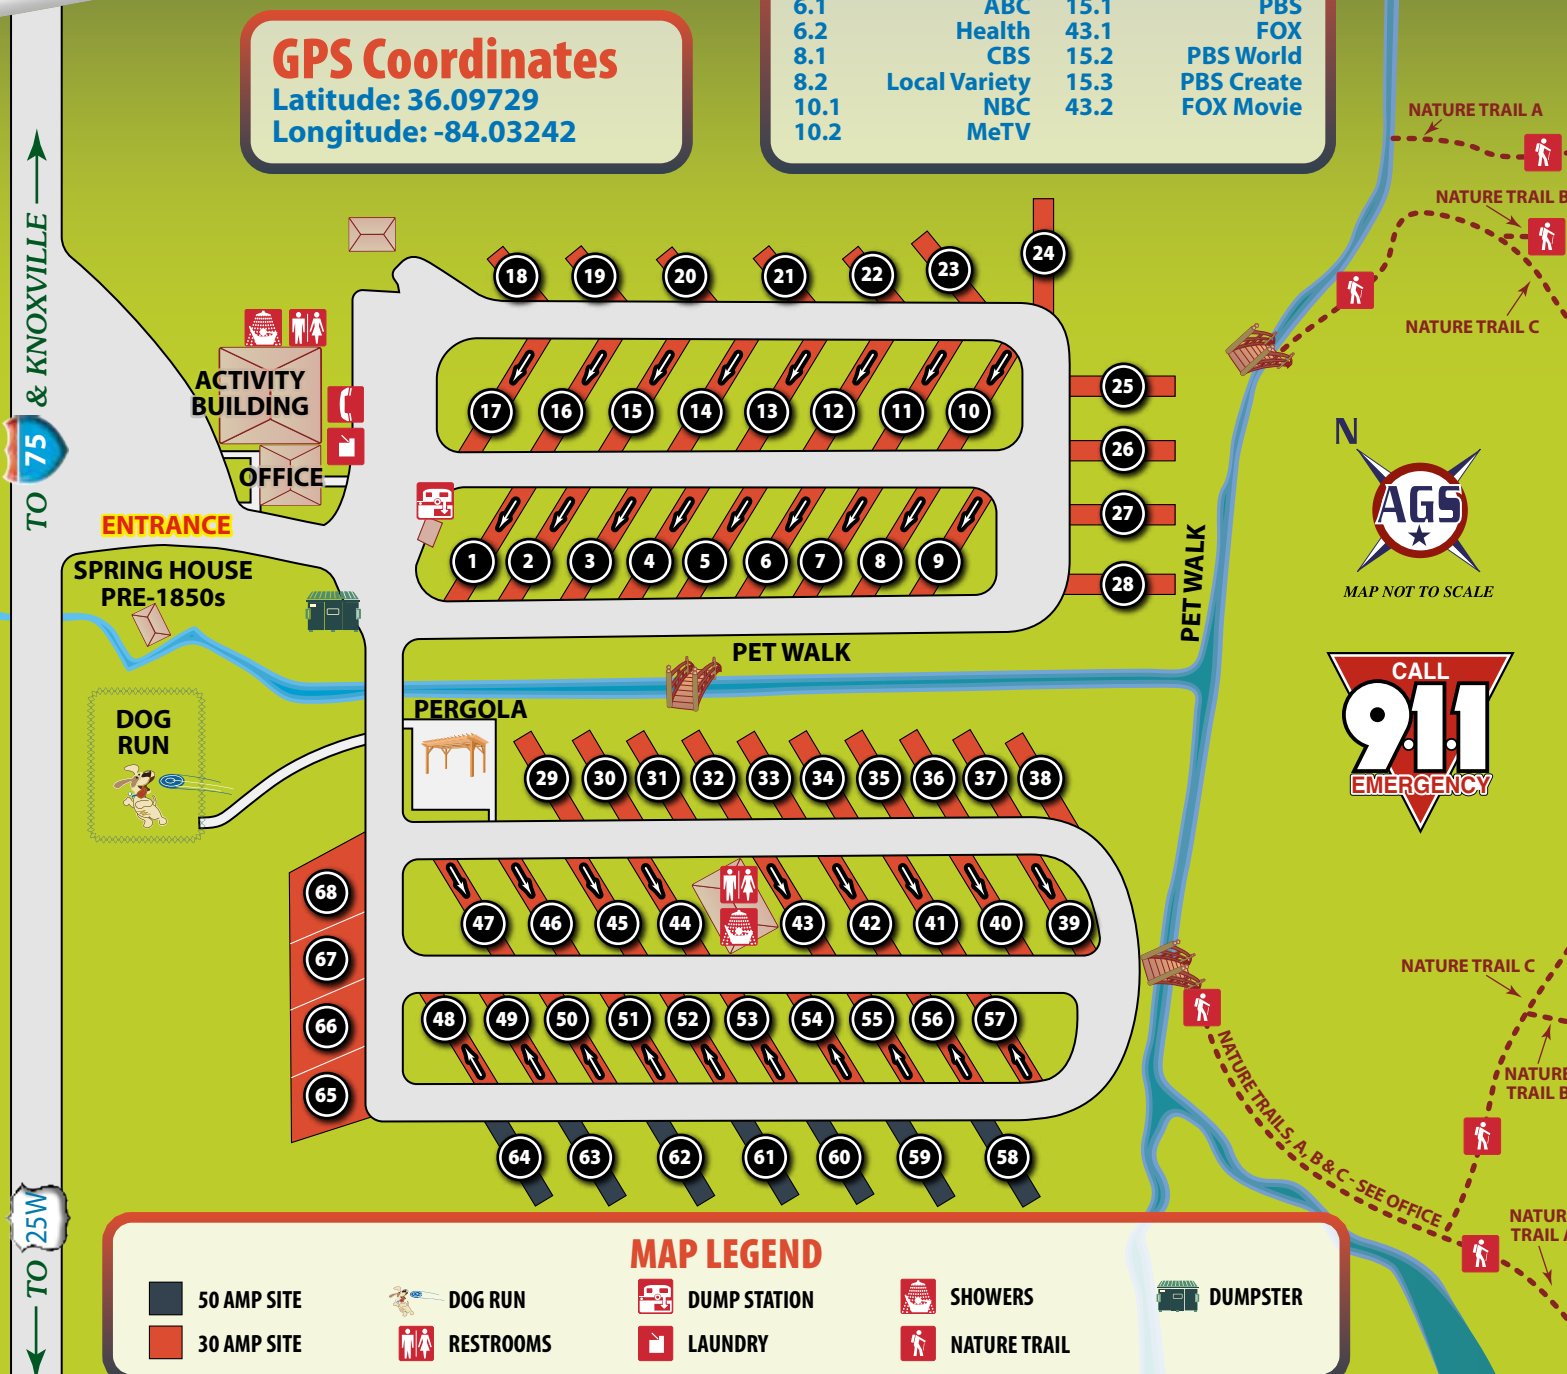 6.1 ABC 15.1 PBS
6.2 Health 43.1 FOX
8.1 CBS 15.2 PBS World
8.2 Local Variety 15.3 PBS Create
10.1 NBC 43.2 FOX Movie
10.2 MeTV
GPS Coordinates
Latitude: 36.09729
Longitude: -84.03242
NATURE TRAIL A
NATURE TRAIL B
NATURE TRAIL C
TO 75 & KNOXVILLE
18 19 20 21 22 23 24
ACTIVITY
BUILDING
OFFICE
17 16 15 14 13 12 11 10
25
26
27
28
ENTRANCE
SPRING HOUSE
PRE-1850s
1 2 3 4 5 6 7 8 9
PET WALK
PET WALK
N
AGS
MAP NOT TO SCALE
CALL
9.1.1
EMERGENCY
DOG
RUN
PERGOLA
29 30 31 32 33 34 35 36 37 38
47 46 45 44 43 42 41 40 39
68
67
66
65
48 49 50 51 52 53 54 55 56 57
64 63 62 61 60 59 58
NATURE TRAIL C
NATURE
TRAIL B
NATURE TRAILS, A, B & C - SEE OFFICE
NATUR
TRAIL A
TO 25W
MAP LEGEND
50 AMP SITE
30 AMP SITE
DOG RUN
RESTROOMS
DUMP STATION
LAUNDRY
SHOWERS
NATURE TRAIL
DUMPSTER